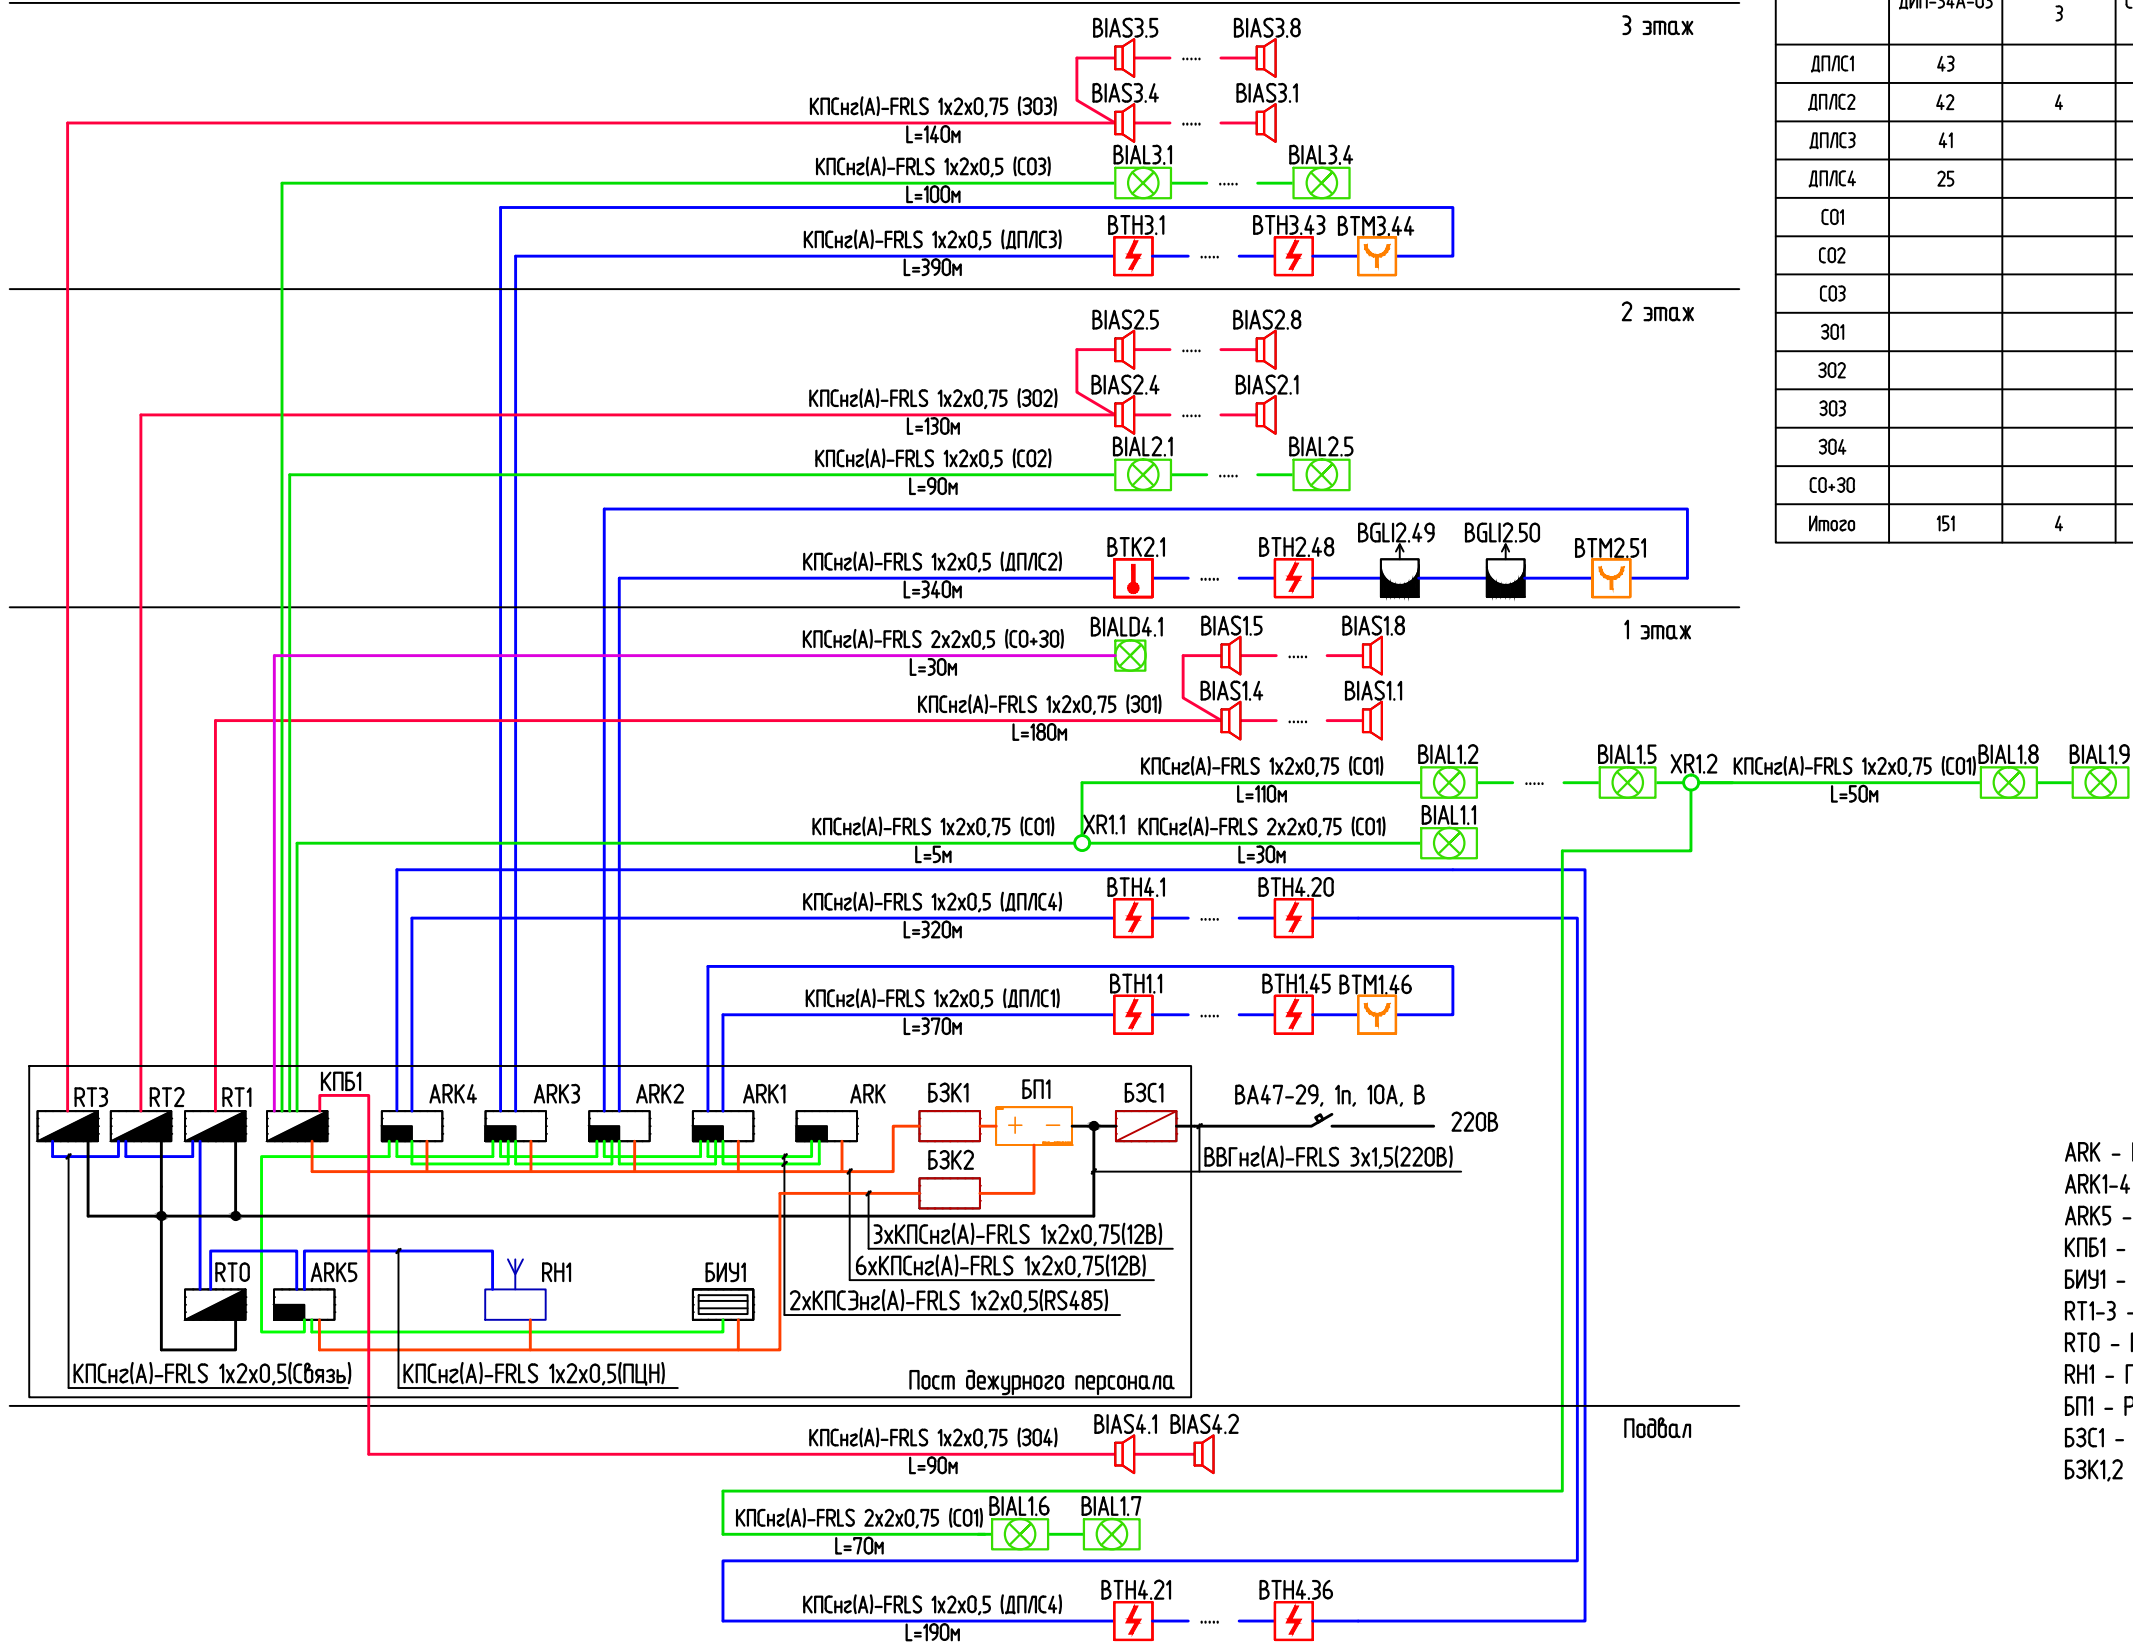 3 этаж
BIAS3.5
BIAS3.8
BIAS3.4
BIAS3.1
КПСнг(А)-FRLS 1х2х0,75 (ЗО3)
L=140м
BIAL3.1
BIAL3.4
КПСнг(А)-FRLS 1х2х0,5 (СО3)
L=100м
BTH3.1
BTH3.43
BTM3.44
КПСнг(А)-FRLS 1х2х0,5 (ДПЛС3)
L=390м
2 этаж
BIAS2.5
BIAS2.8
BIAS2.4
BIAS2.1
КПСнг(А)-FRLS 1х2х0,75 (ЗО2)
L=130м
BIAL2.1
BIAL2.5
КПСнг(А)-FRLS 1х2х0,5 (СО2)
L=90м
BTK2.1
BTH2.48
BGLI2.49
BGLI2.50
BTM2.51
КПСнг(А)-FRLS 1х2х0,5 (ДПЛС2)
L=340м
1 этаж
КПСнг(А)-FRLS 2х2х0,5 (СО+ЗО)
L=30м
BIALD4.1
BIAS1.5
BIAS1.8
BIAS1.4
BIAS1.1
КПСнг(А)-FRLS 1х2х0,75 (ЗО1)
L=180м
КПСнг(А)-FRLS 1х2х0,75 (СО1)
L=110м
BIAL1.2
BIAL1.5
XR1.2
КПСнг(А)-FRLS 1х2х0,75 (СО1)
L=50м
BIAL1.8
BIAL1.9
КПСнг(А)-FRLS 1х2х0,75 (СО1)
L=5м
XR1.1
КПСнг(А)-FRLS 2х2х0,75 (СО1)
L=30м
BIAL1.1
КПСнг(А)-FRLS 1х2х0,5 (ДПЛС4)
L=320м
BTH4.1
BTH4.20
КПСнг(А)-FRLS 1х2х0,5 (ДПЛС1)
L=370м
BTH1.1
BTH1.45
BTM1.46
RT3
RT2
RT1
КПБ1
ARK4
ARK3
ARK2
ARK1
ARK
БЗК1
БП1
БЗС1
ВА47-29, 1п, 10А, В
220В
БЗК2
ВВГнг(А)-FRLS 3х1,5(220В)
3хКПСнг(А)-FRLS 1х2х0,75(12В)
6хКПСнг(А)-FRLS 1х2х0,75(12В)
2хКПСЭнг(А)-FRLS 1х2х0,5(RS485)
RT0
ARK5
RH1
БИУ1
КПСнг(А)-FRLS 1х2х0,5(Связь)
КПСнг(А)-FRLS 1х2х0,5(ПЦН)
Пост дежурного персонала
Подвал
КПСнг(А)-FRLS 1х2х0,75 (ЗО4)
L=90м
BIAS4.1
BIAS4.2
КПСнг(А)-FRLS 2х2х0,75 (СО1)
L=70м
BIAL1.6
BIAL1.7
КПСнг(А)-FRLS 1х2х0,5 (ДПЛС4)
L=190м
BTH4.21
BTH4.36
ДИП-34А-03
3
ДПЛС1 43
ДПЛС2 42 4
ДПЛС3 41
ДПЛС4 25
СО1
СО2
СО3
ЗО1
ЗО2
ЗО3
ЗО4
СО+ЗО
Итого 151 4
ARK -
ARK1-4
ARK5 -
КПБ1 -
БИУ1 -
RT1-3 -
RT0 -
RH1 -
БП1 -
БЗС1 -
БЗК1,2